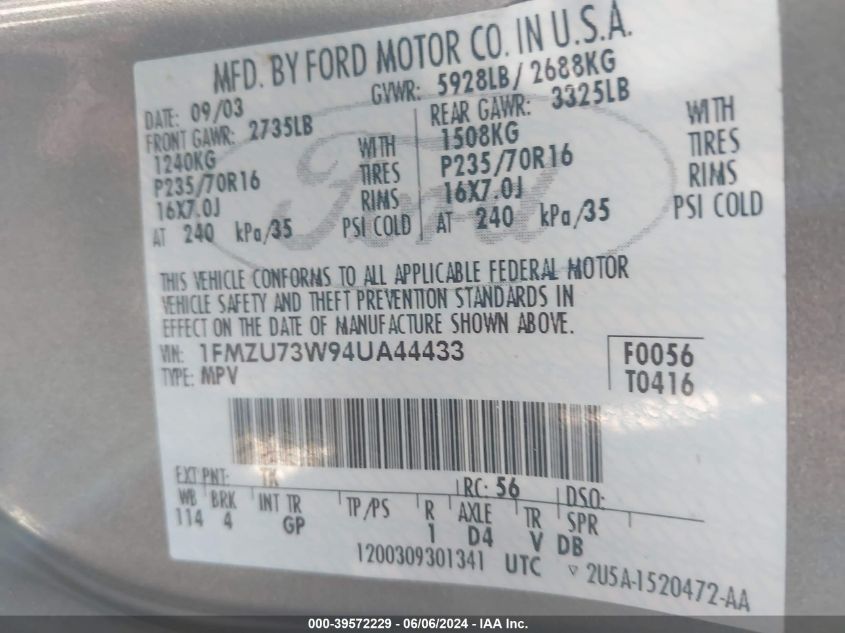 MFD. BY FORD MOTOR CO. IN U.S.A.
DATE: 09/03 GVWR: 5928LB/ 2688KG
FRONT GAWR: 2735LB REAR GAWR: 3325LB
1240KG WITH 1508KG WITH
P235/70R16 TIRES P235/70R16 TIRES
16X7.0J RIMS 16X7.0J RIMS
AT 240 kPa/35 PSI COLD AT 240 kPa/35 PSI COLD
Ford
THIS VEHICLE CONFORMS TO ALL APPLICABLE FEDERAL MOTOR
VEHICLE SAFETY AND THEFT PREVENTION STANDARDS IN
EFFECT ON THE DATE OF MANUFACTURE SHOWN ABOVE.
VIN: 1FMZU73W94UA44433 F0056
TYPE: MPV T0416
EXT PNT: TK RC: 56 DSO:
WB BRK INT TR TP/PS R AXLE TR SPR
114 4 GP 1 D4 V DB
1200309301341 UTC ▽ 2U5A-1520472-AA
000-39572229 - 06/06/2024 - IAA Inc.